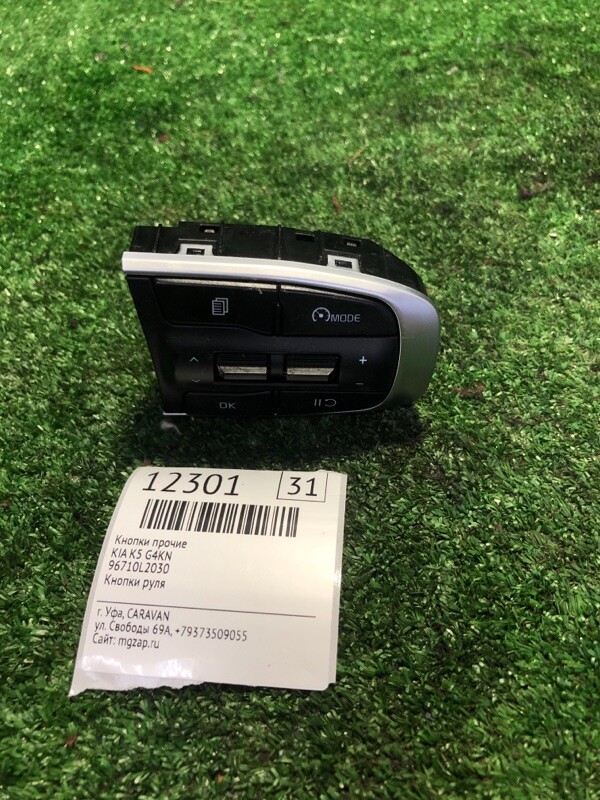 MODE
+
-
OK
12301 31
Кнопки прочие
KIA K5 G4KN
96710L2030
Кнопки руля
г. Уфа, CARAVAN
ул. Свободы 69А, +79373509055
Сайт: mgzap.ru